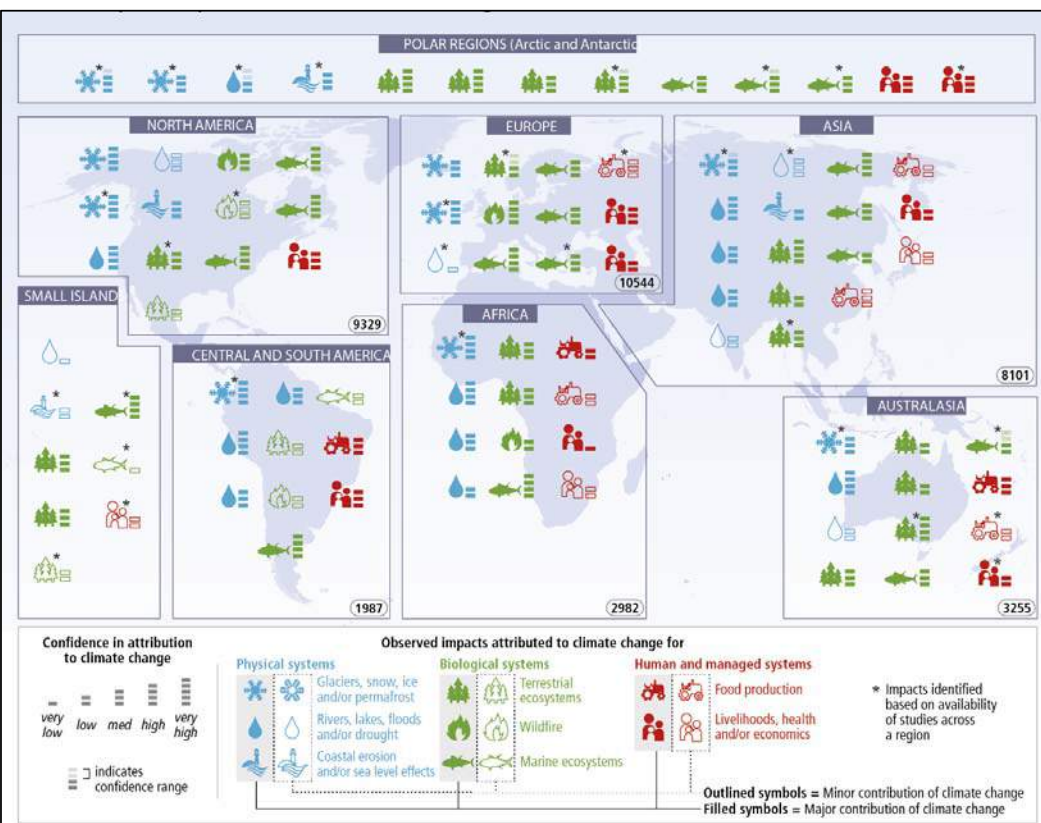 POLAR REGIONS (Arctic and Antarctic
NORTH AMERICA
EUROPE
ASIA
10544
SMALL ISLAND
9329
AFRICA
CENTRAL AND SOUTH AMERICA
8101
AUSTRALASIA
1987
2982
3255
Confidence in attribution
to climate change
very
low
low
med
high
very
high
indicates
confidence range
Observed impacts attributed to climate change for
Physical systems
Glaciers, snow, ice
and/or permafrost
Rivers, lakes, floods
and/or drought
Coastal erosion
and/or sea level effects
Biological systems
Terrestrial
ecosystems
Wildfire
Marine ecosystems
Human and managed systems
Food production
Livelihoods, health
and/or economics
* Impacts identified
based on availability
of studies across
a region
Outlined symbols = Minor contribution of climate change
Filled symbols = Major contribution of climate change